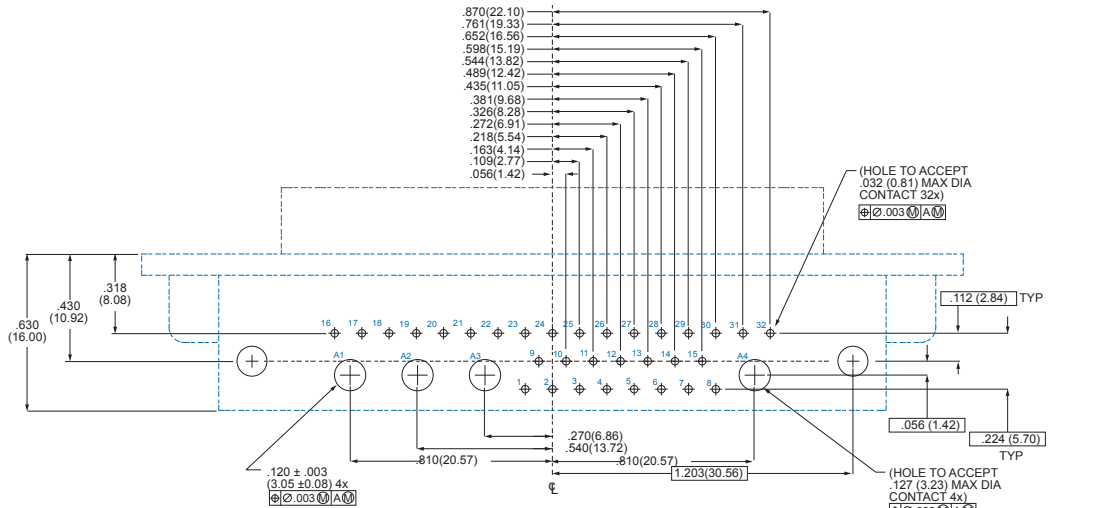 .870(22.10)
.761(19.33)
.652(16.56)
.598(15.19)
.544(13.82)
.489(12.42)
.435(11.05)
.381(9.68)
.326(8.28)
.272(6.91)
.218(5.54)
.163(4.14)
.109(2.77)
.056(1.42)
(HOLE TO ACCEPT
.032 (0.81) MAX DIA
CONTACT 32x)
⌖ Ø.003 Ⓜ A Ⓜ
.318
(8.08)
.430
(10.92)
.630
(16.00)
.112 (2.84) TYP
16 17 18 19 20 21 22 23 24 25 26 27 28 29 30 31 32
A1 A2 A3 9 10 11 12 13 14 15 A4
1 2 3 4 5 6 7 8
.056 (1.42)
.224 (5.70)
TYP
.270(6.86)
.540(13.72)
.810(20.57) .810(20.57)
1.203(30.56)
.120 ± .003
(3.05 ±0.08) 4x
⌖ Ø.003 Ⓜ A Ⓜ
℄
(HOLE TO ACCEPT
.127 (3.23) MAX DIA
CONTACT 4x)